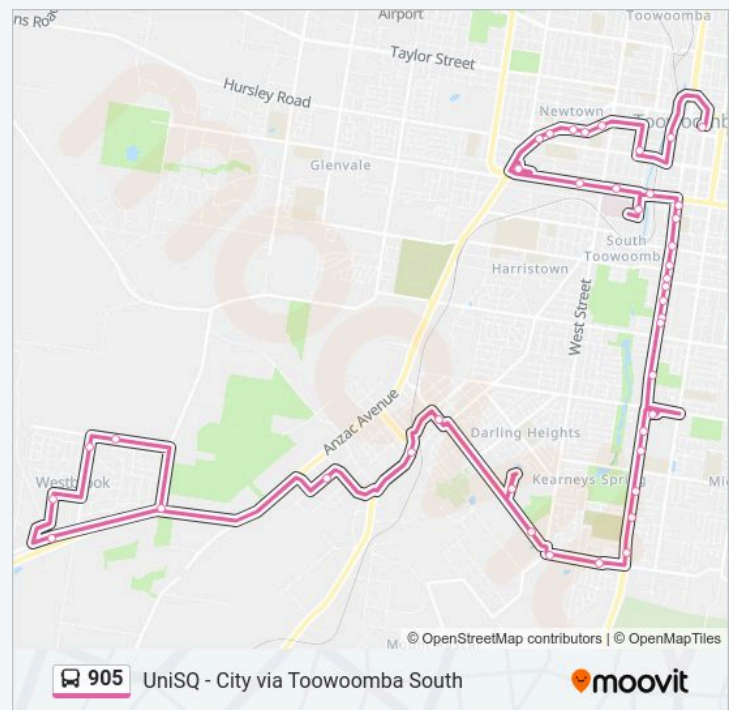 Airport
Toowoomba
Taylor Street
Hursley Road
Newtown
Glenvale
South
Toowoomb
Harristown
West Street
Anzac Avenue
Darling Heights
Kearneys Spring
Westbrook
© OpenStreetMap contributors | © OpenMapTiles
905
UniSQ - City via Toowoomba South
moovit